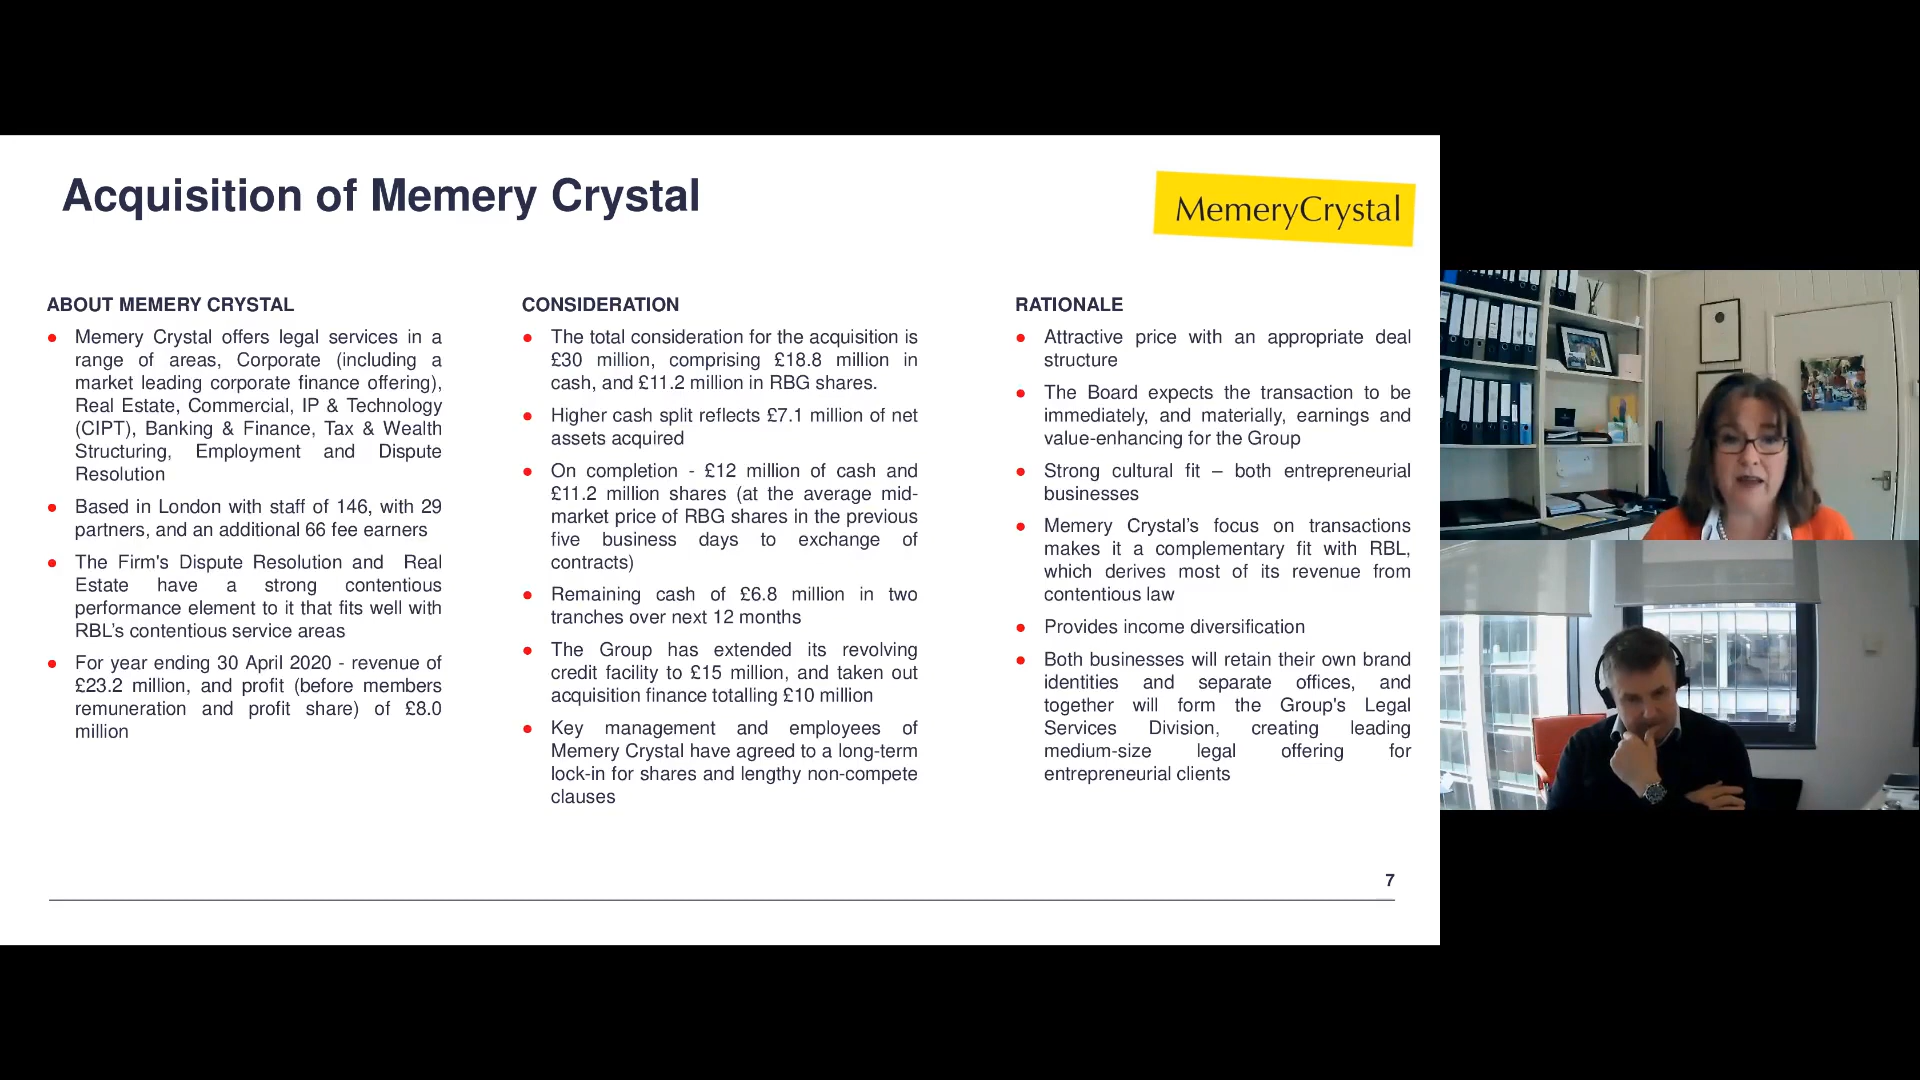 Acquisition of Memery Crystal
MemeryCrystal
ABOUT MEMERY CRYSTAL
Memery Crystal offers legal services in a
range of areas, Corporate (including a
market leading corporate finance offering),
Real Estate, Commercial, IP & Technology
(CIPT), Banking & Finance, Tax & Wealth
Structuring, Employment and Dispute
Resolution
Based in London with staff of 146, with 29
partners, and an additional 66 fee earners
The Firm's Dispute Resolution and Real
Estate have a strong contentious
performance element to it that fits well with
RBL’s contentious service areas
For year ending 30 April 2020 - revenue of
£23.2 million, and profit (before members
remuneration and profit share) of £8.0
million
CONSIDERATION
The total consideration for the acquisition is
£30 million, comprising £18.8 million in
cash, and £11.2 million in RBG shares.
Higher cash split reflects £7.1 million of net
assets acquired
On completion - £12 million of cash and
£11.2 million shares (at the average mid-
market price of RBG shares in the previous
five business days to exchange of
contracts)
Remaining cash of £6.8 million in two
tranches over next 12 months
The Group has extended its revolving
credit facility to £15 million, and taken out
acquisition finance totalling £10 million
Key management and employees of
Memery Crystal have agreed to a long-term
lock-in for shares and lengthy non-compete
clauses
RATIONALE
Attractive price with an appropriate deal
structure
The Board expects the transaction to be
immediately, and materially, earnings and
value-enhancing for the Group
Strong cultural fit – both entrepreneurial
businesses
Memery Crystal’s focus on transactions
makes it a complementary fit with RBL,
which derives most of its revenue from
contentious law
Provides income diversification
Both businesses will retain their own brand
identities and separate offices, and
together will form the Group's Legal
Services Division, creating leading
medium-size legal offering for
entrepreneurial clients
7